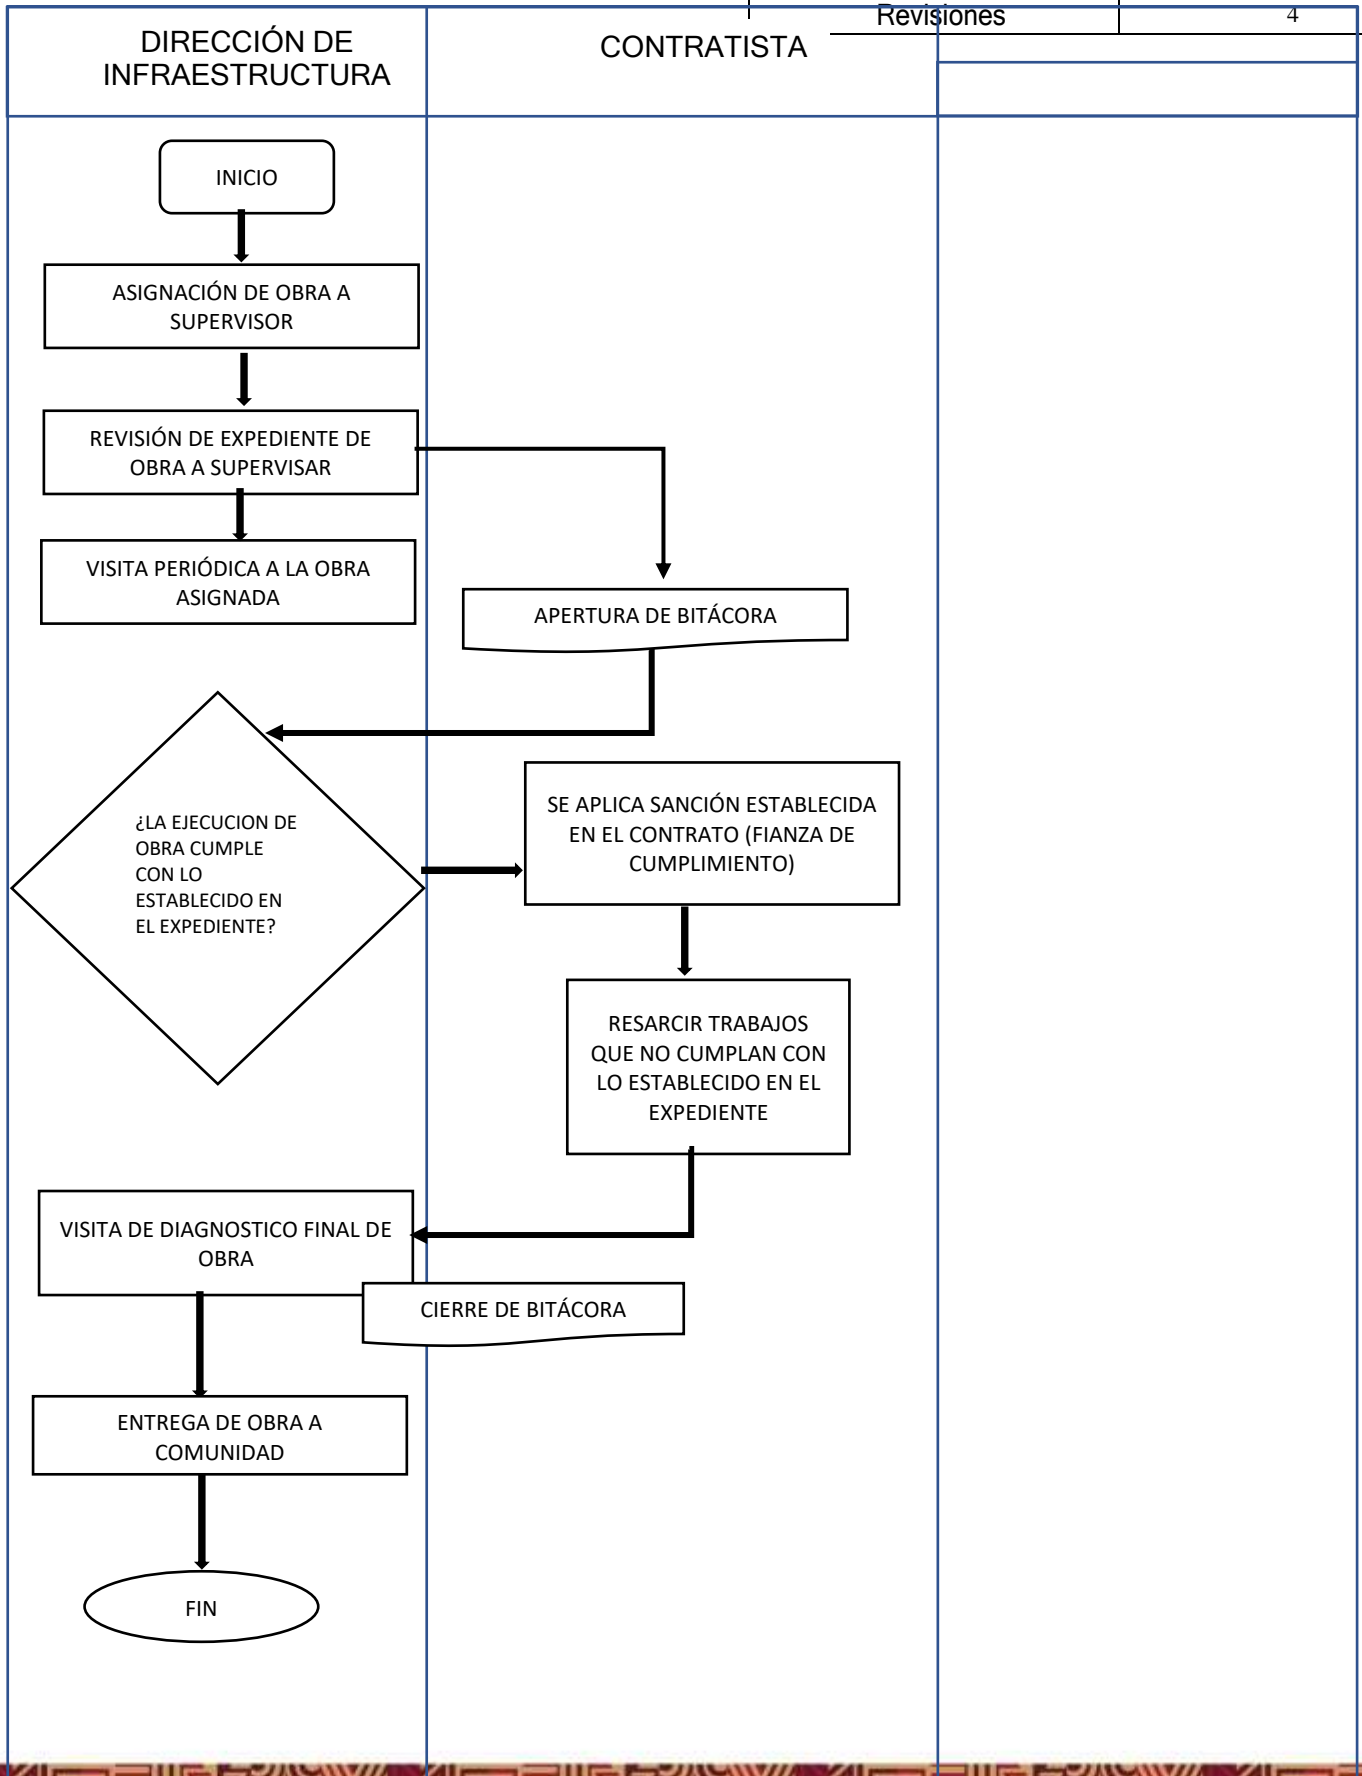 Revisiones
4
DIRECCIÓN DE
INFRAESTRUCTURA
CONTRATISTA
INICIO
ASIGNACIÓN DE OBRA A
SUPERVISOR
REVISIÓN DE EXPEDIENTE DE
OBRA A SUPERVISAR
VISITA PERIÓDICA A LA OBRA
ASIGNADA
APERTURA DE BITÁCORA
¿LA EJECUCION DE
OBRA CUMPLE
CON LO
ESTABLECIDO EN
EL EXPEDIENTE?
SE APLICA SANCIÓN ESTABLECIDA
EN EL CONTRATO (FIANZA DE
CUMPLIMIENTO)
RESARCIR TRABAJOS
QUE NO CUMPLAN CON
LO ESTABLECIDO EN EL
EXPEDIENTE
VISITA DE DIAGNOSTICO FINAL DE
OBRA
CIERRE DE BITÁCORA
ENTREGA DE OBRA A
COMUNIDAD
FIN